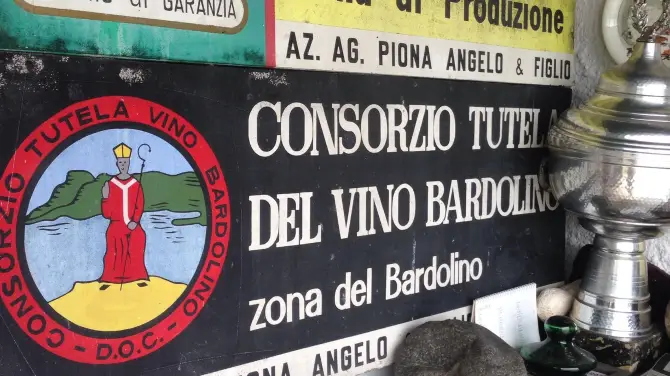 DI GARANZIA
di Produzione
AZ. AG. PIONA ANGELO & FIGLIO
CONSORZIO TUTELA VINO BARDOLINO
- D.O.C. -
CONSORZIO TUTELA
DEL VINO BARDOLINO
zona del Bardolino
ANGELO